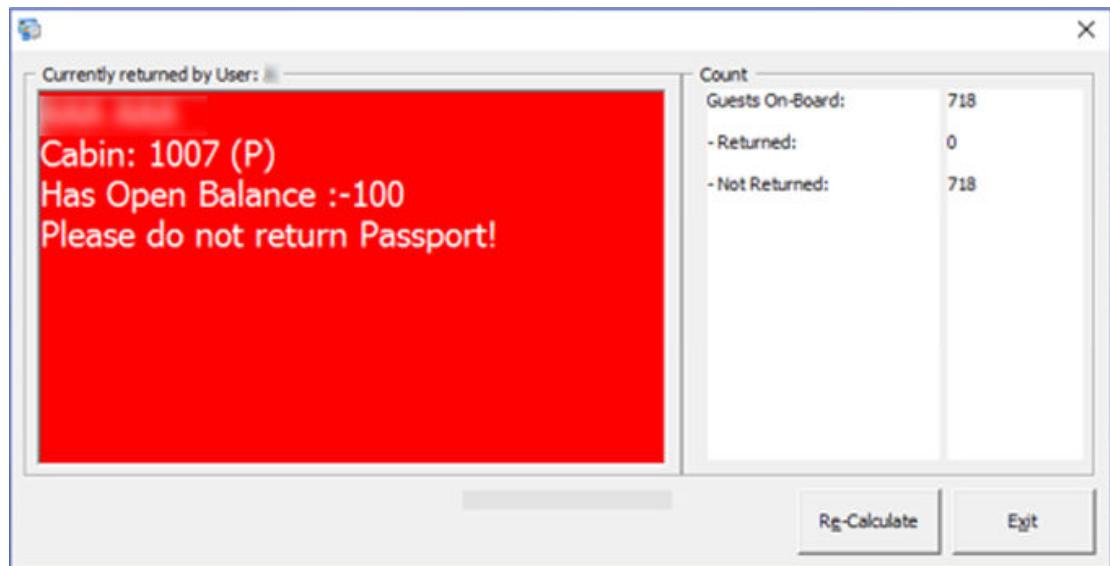 Currently returned by User:
Cabin: 1007 (P)
Has Open Balance :-100
Please do not return Passport!
Count
Guests On-Board: 718
- Returned: 0
- Not Returned: 718
Re-Calculate
Exit